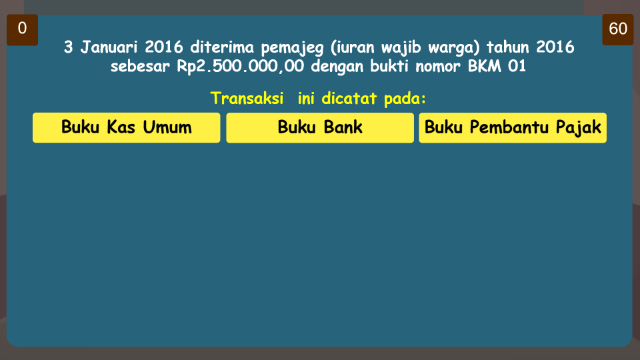 0
60
3 Januari 2016 diterima pemajeg (iuran wajib warga) tahun 2016
sebesar Rp2.500.000,00 dengan bukti nomor BKM 01
Transaksi ini dicatat pada:
Buku Kas Umum
Buku Bank
Buku Pembantu Pajak